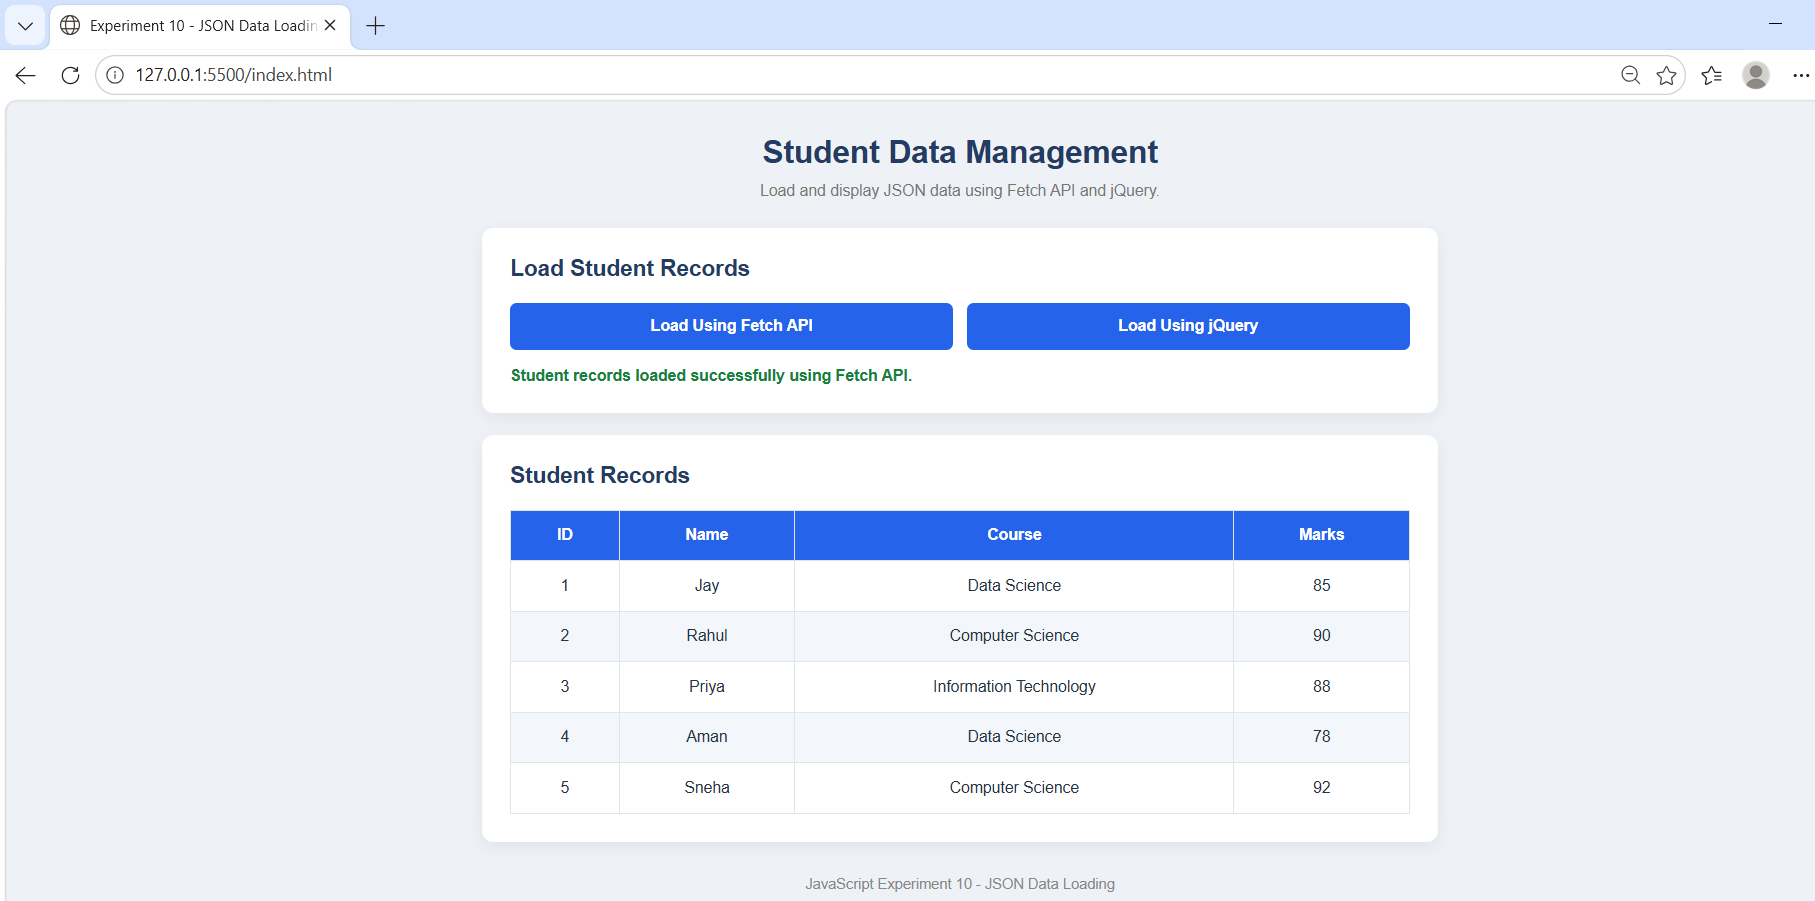 Experiment 10 - JSON Data Loadin
127.0.0.1:5500/index.html
Student Data Management
Load and display JSON data using Fetch API and jQuery.
Load Student Records
Load Using Fetch API Load Using jQuery
Student records loaded successfully using Fetch API.
Student Records
ID Name Course Marks
1 Jay Data Science 85
2 Rahul Computer Science 90
3 Priya Information Technology 88
4 Aman Data Science 78
5 Sneha Computer Science 92
JavaScript Experiment 10 - JSON Data Loading